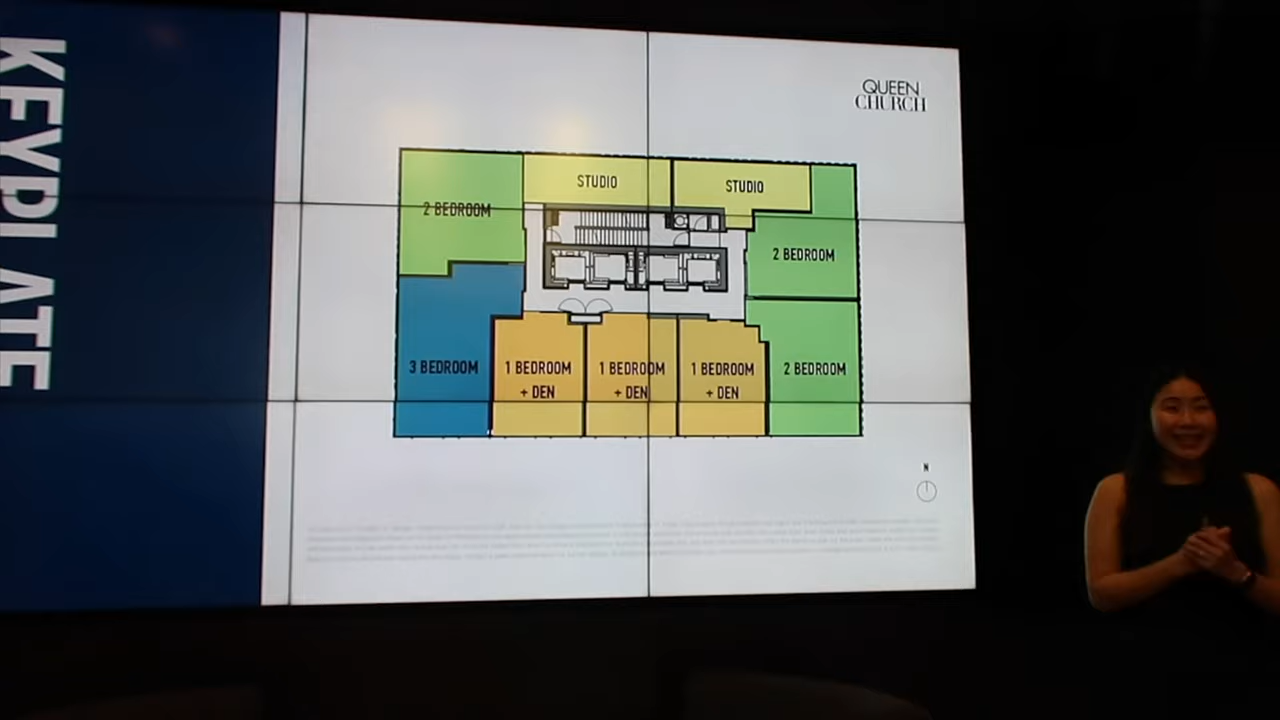 KEYPLATE
QUEEN
CHURCH
STUDIO
STUDIO
2 BEDROOM
2 BEDROOM
3 BEDROOM
1 BEDROOM
+ DEN
1 BEDROOM
+ DEN
1 BEDROOM
+ DEN
2 BEDROOM
N